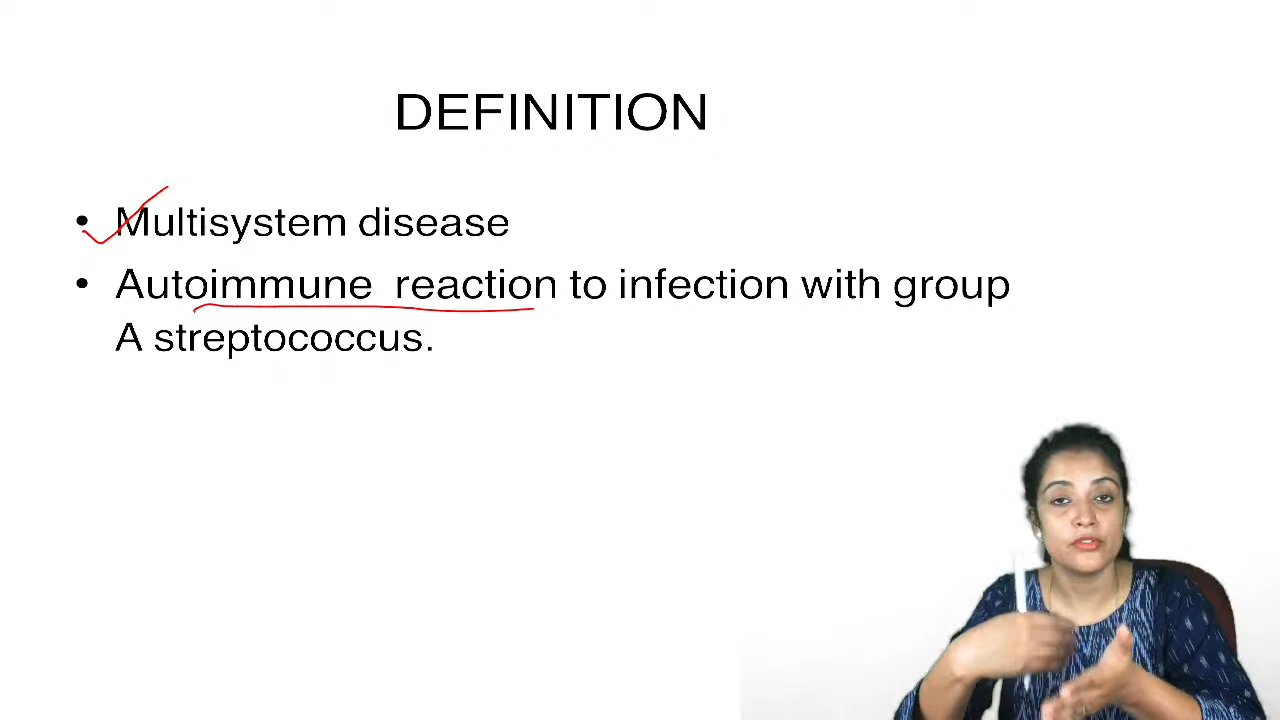 DEFINITION
• Multisystem disease
• Autoimmune reaction to infection with group
A streptococcus.